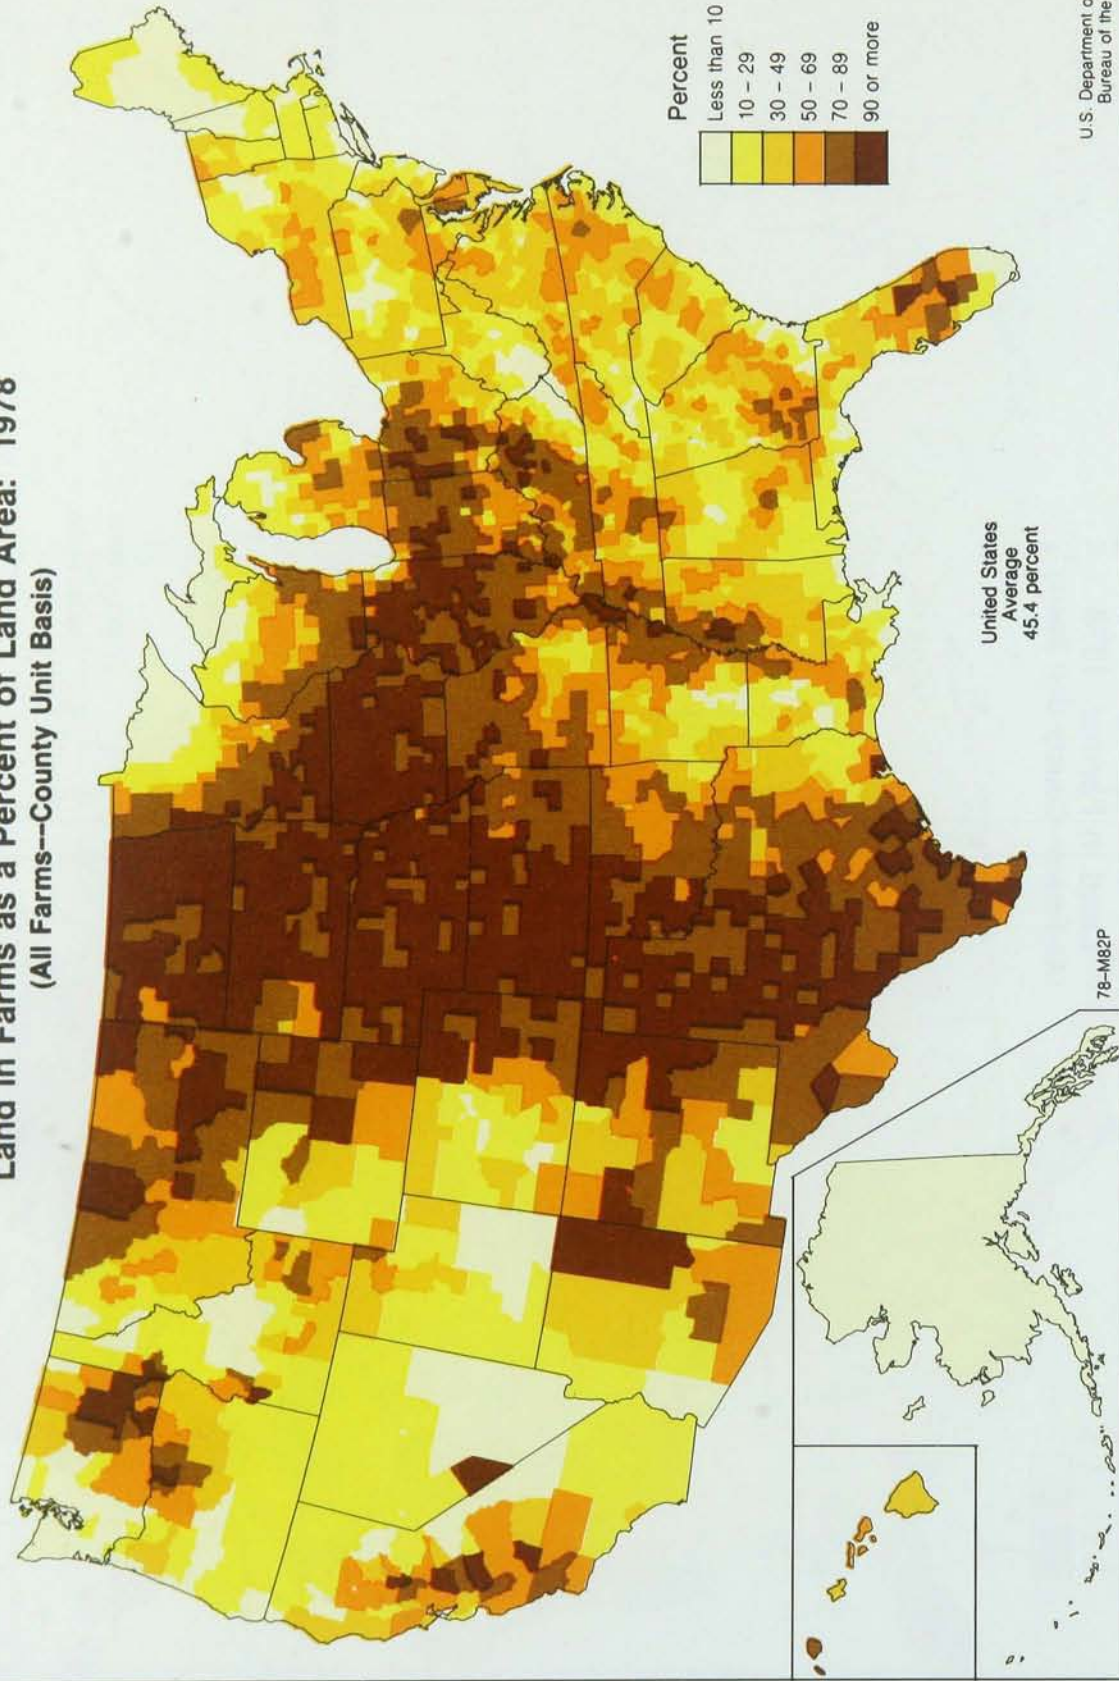 Land in Farms as a Percent of Land Area: 1978
(All Farms—County Unit Basis)
Percent
Less than 10
10 – 29
30 – 49
50 – 69
70 – 89
90 or more
United States
Average
45.4 percent
78–M82P
U.S. Department o
Bureau of the